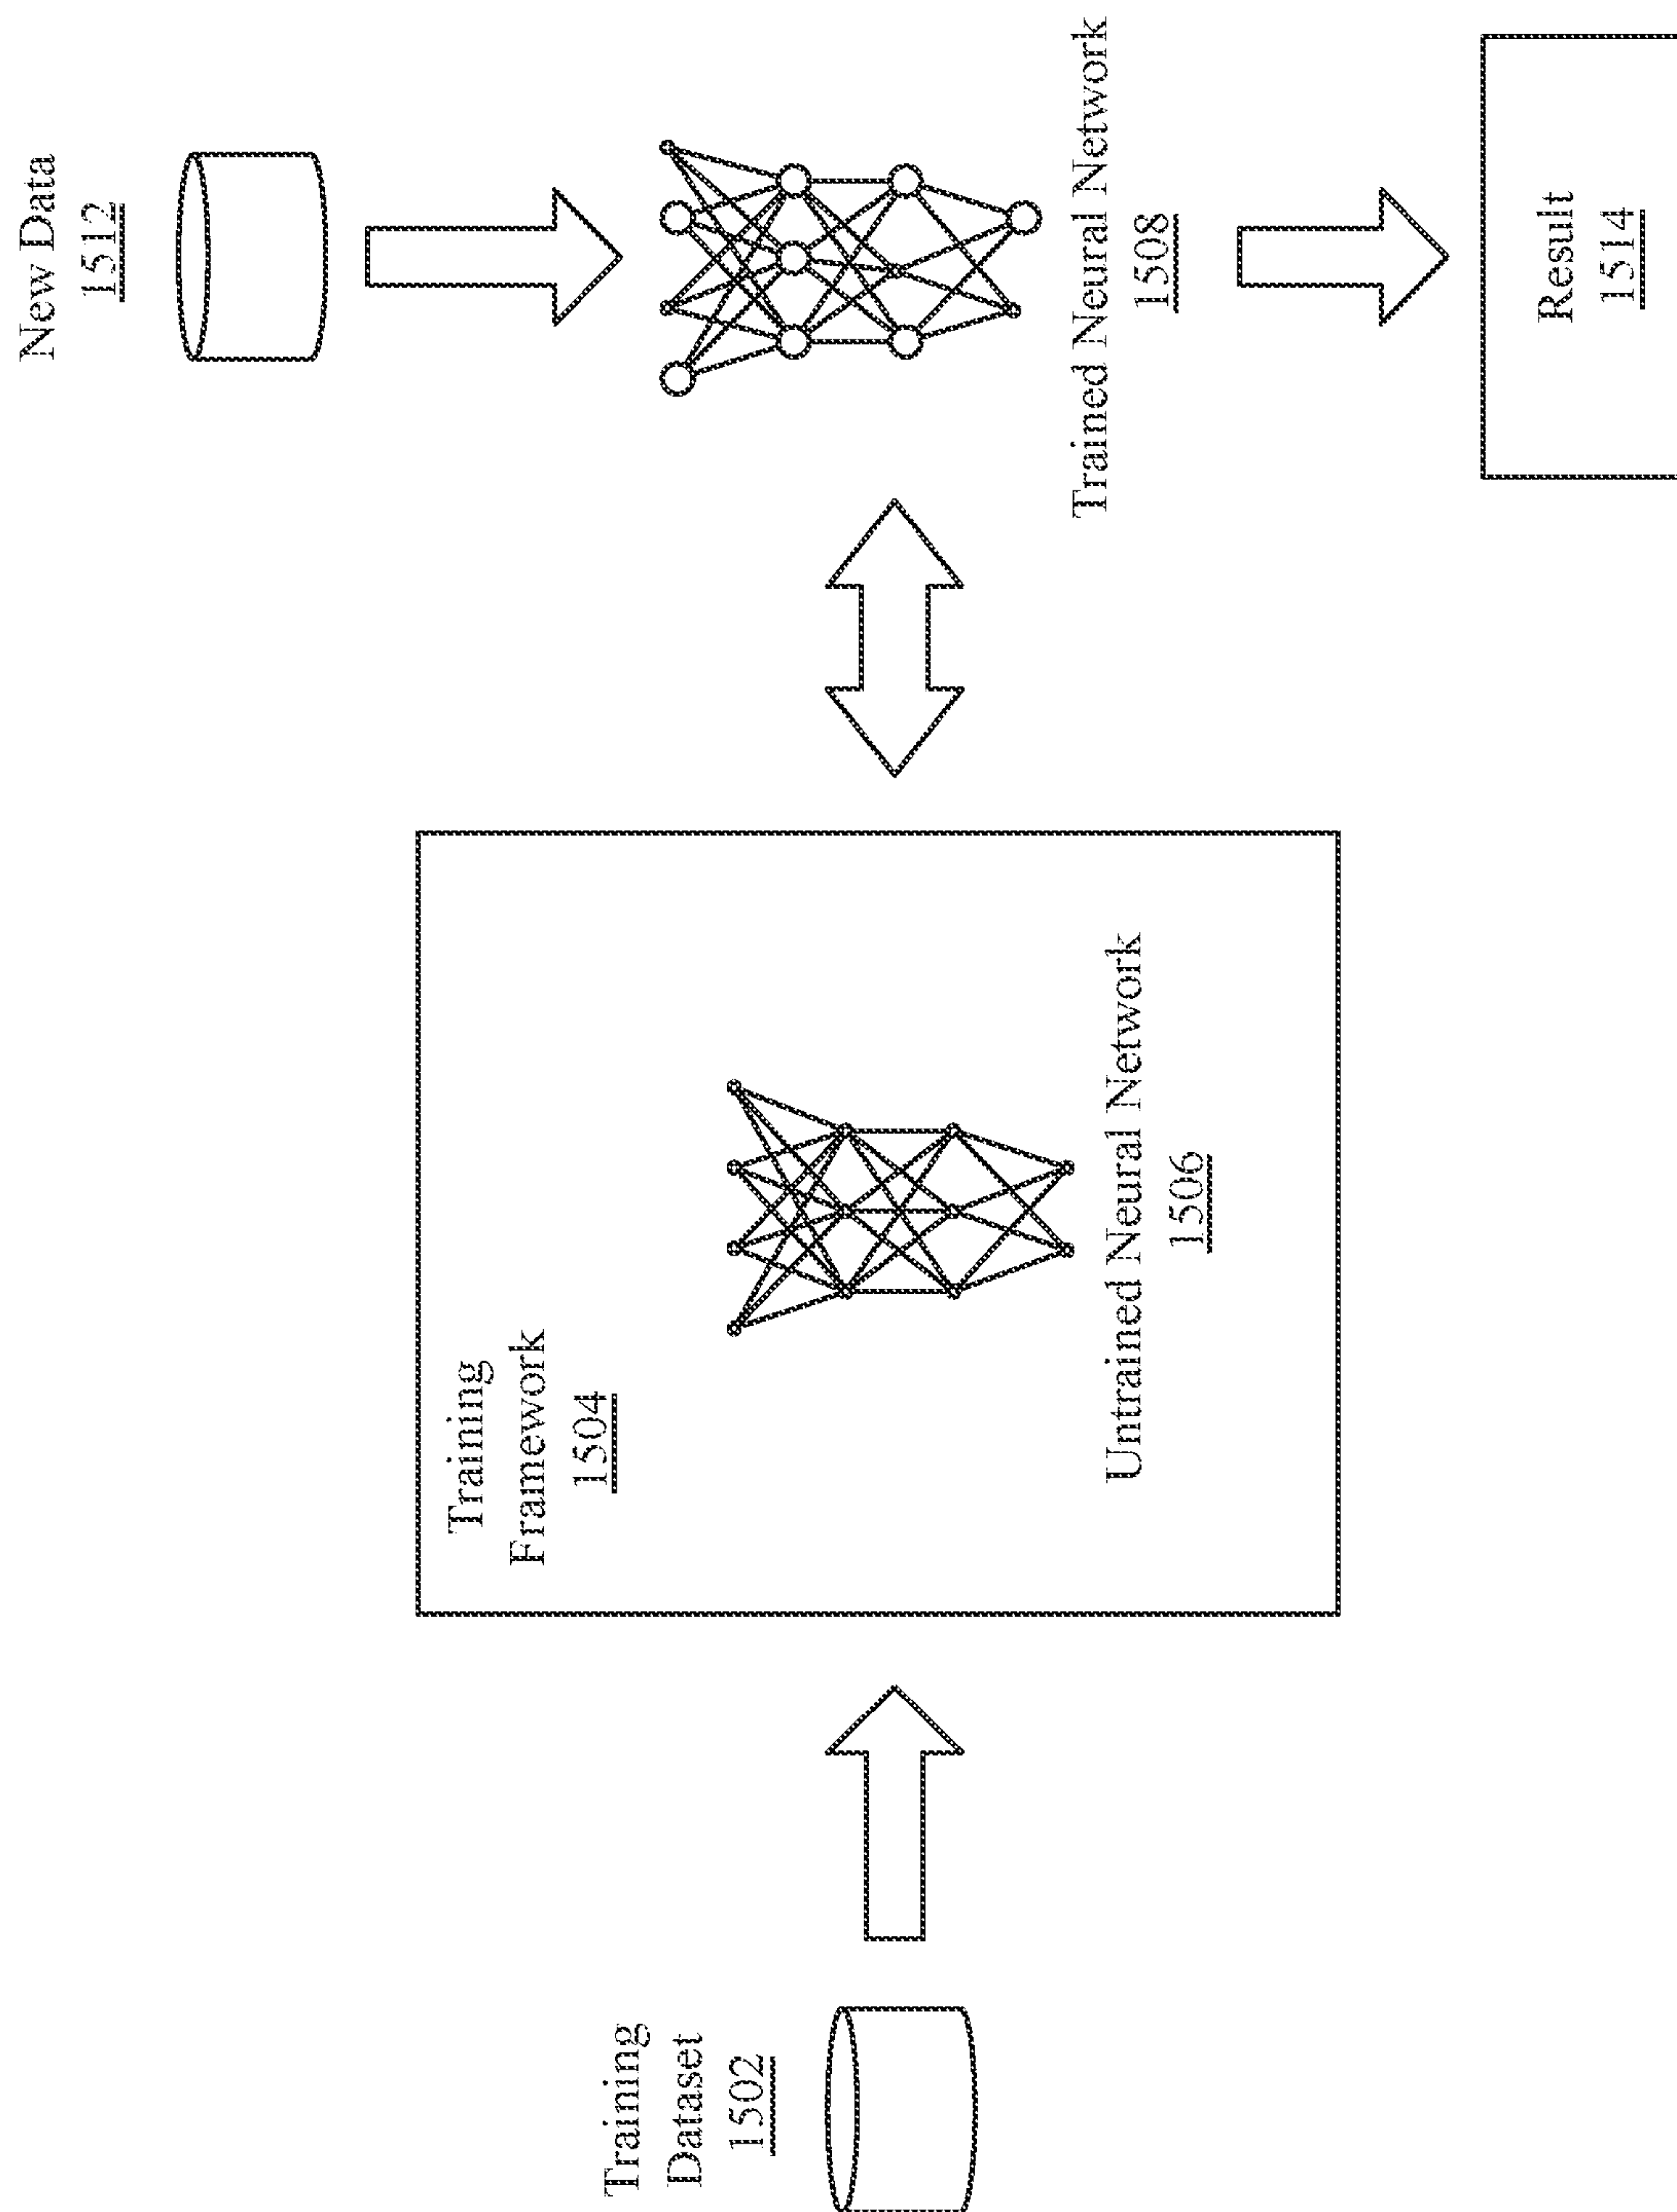 Training
Dataset
1502
Training
Framework
1504
Untrained Neural Network
1506
New Data
1512
Trained Neural Network
1508
Result
1514